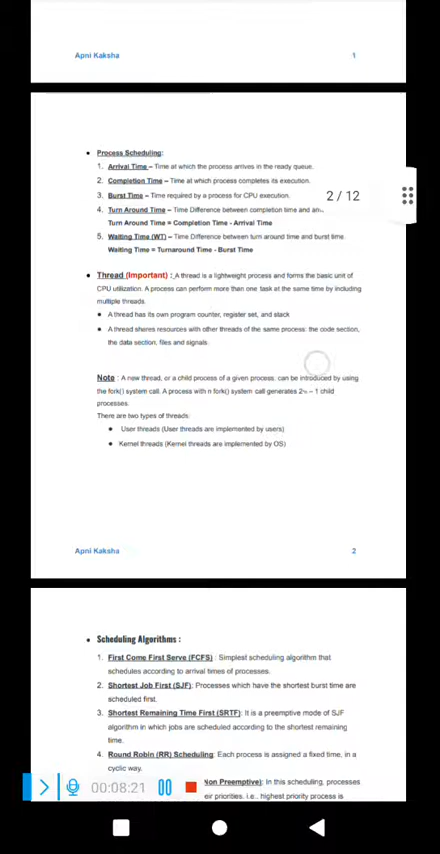 Apni Kaksha 1
Process Scheduling:
1. Arrival Time – Time at which the process arrives in the ready queue.
2. Completion Time – Time at which process completes its execution.
3. Burst Time – Time required by a process for CPU execution.
2 / 12
4. Turn Around Time – Time Difference between completion time and
Turn Around Time = Completion Time - Arrival Time
5. Waiting Time (WT) – Time Difference between turn around time and burst time.
Waiting Time = Turnaround Time - Burst Time
Thread (Important) : A thread is a lightweight process and forms the basic unit of
CPU utilization. A process can perform more than one task at the same time by including
multiple threads.
A thread has its own program counter, register set, and stack
A thread shares resources with other threads of the same process: the code section,
the data section, files and signals.
Note : A new thread, or a child process of a given process, can be introduced by using
the fork() system call. A process with n fork() system call generates 2ⁿ – 1 child
processes.
There are two types of threads:
User threads (User threads are implemented by users)
Kernel threads (Kernel threads are implemented by OS)
Apni Kaksha 2
Scheduling Algorithms :
1. First Come First Serve (FCFS) : Simplest scheduling algorithm that
schedules according to arrival times of processes.
2. Shortest Job First (SJF): Processes which have the shortest burst time are
scheduled first.
3. Shortest Remaining Time First (SRTF): It is a preemptive mode of SJF
algorithm in which jobs are scheduled according to the shortest remaining
time.
4. Round Robin (RR) Scheduling: Each process is assigned a fixed time, in a
cyclic way.
Non Preemptive): In this scheduling, processes
00:08:21
priorities, i.e., highest priority process is